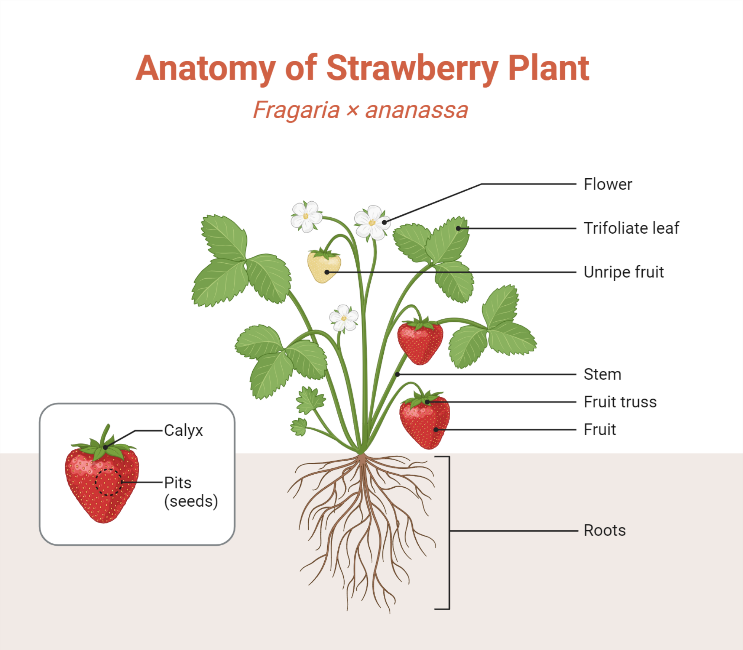 Anatomy of Strawberry Plant
Fragaria × ananassa
Flower
Trifoliate leaf
Unripe fruit
Stem
Fruit truss
Fruit
Calyx
Pits
(seeds)
Roots